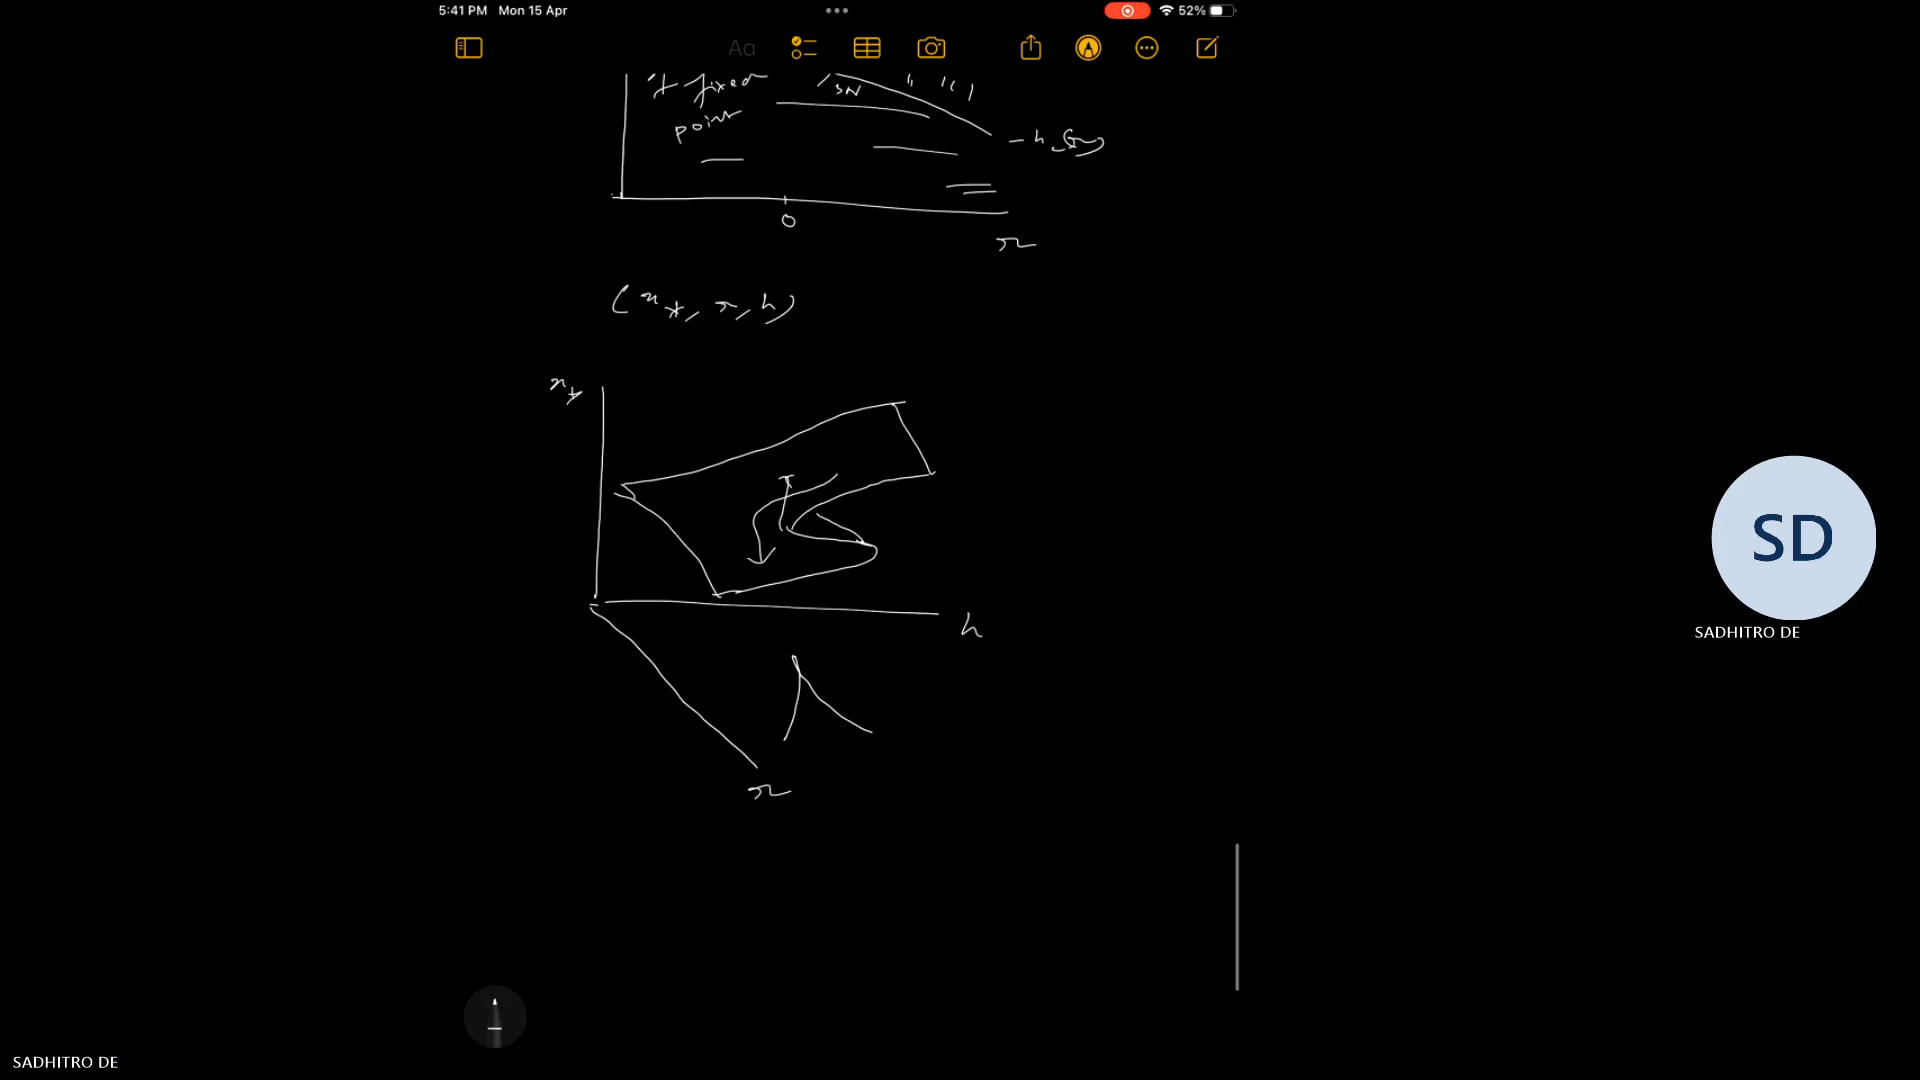 5:41 PM Mon 15 Apr
52%
Aa
fixed
point
SN
0
r
(x*, r, h)
x*
h
r
SD
SADHITRO DE
SADHITRO DE